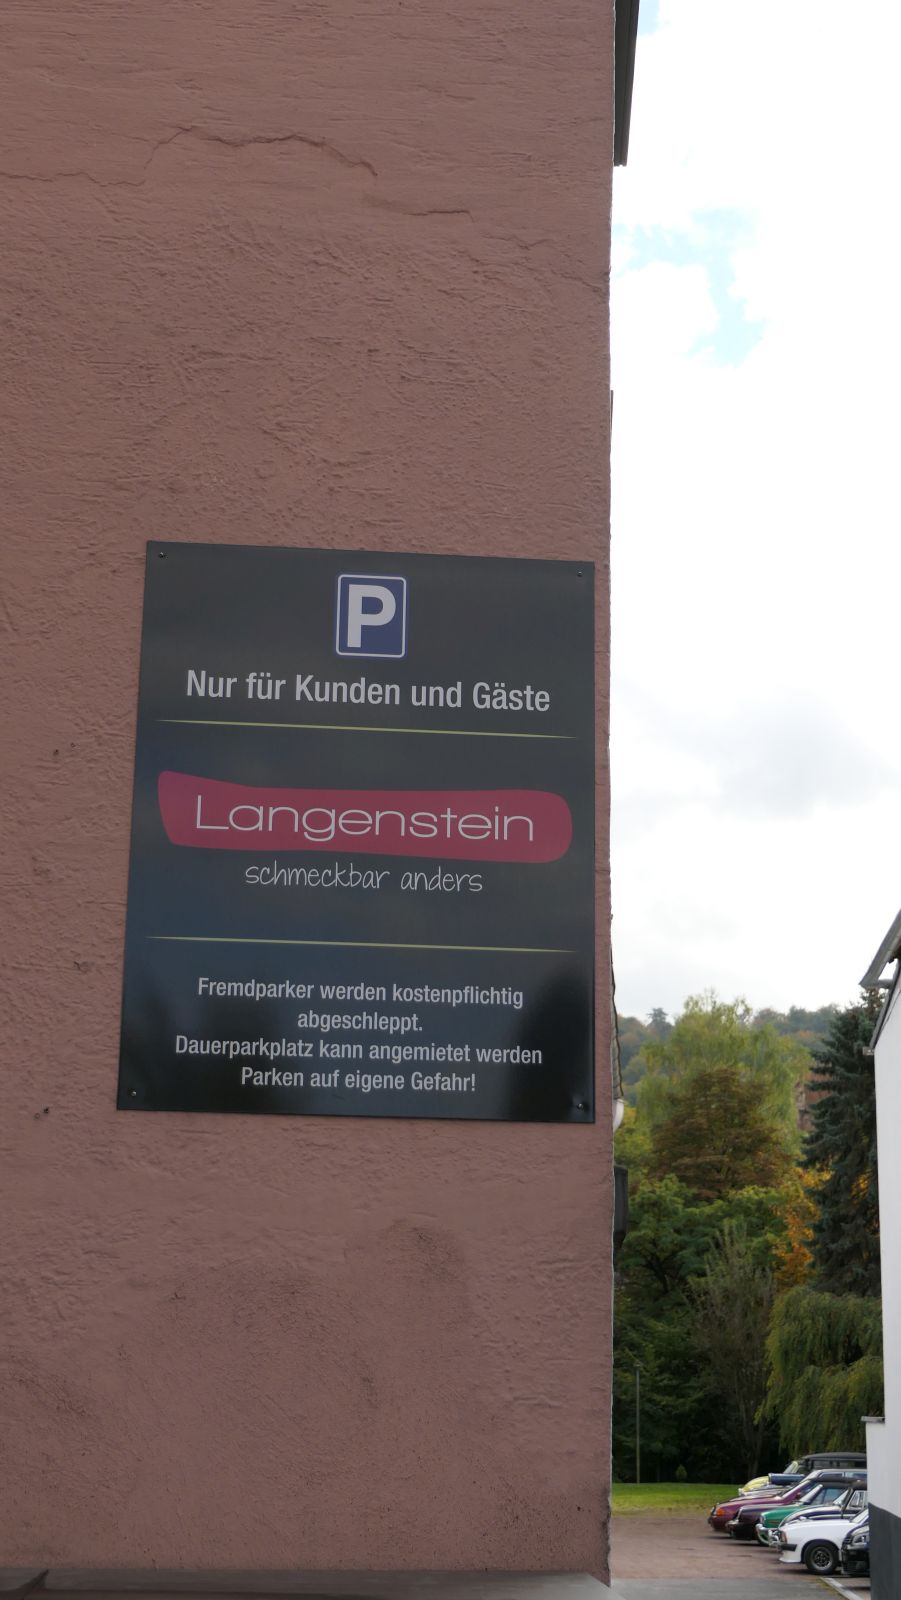 P
Nur für Kunden und Gäste
Langenstein
schmeckbar anders
Fremdparker werden kostenpflichtig
abgeschleppt.
Dauerparkplatz kann angemietet werden
Parken auf eigene Gefahr!